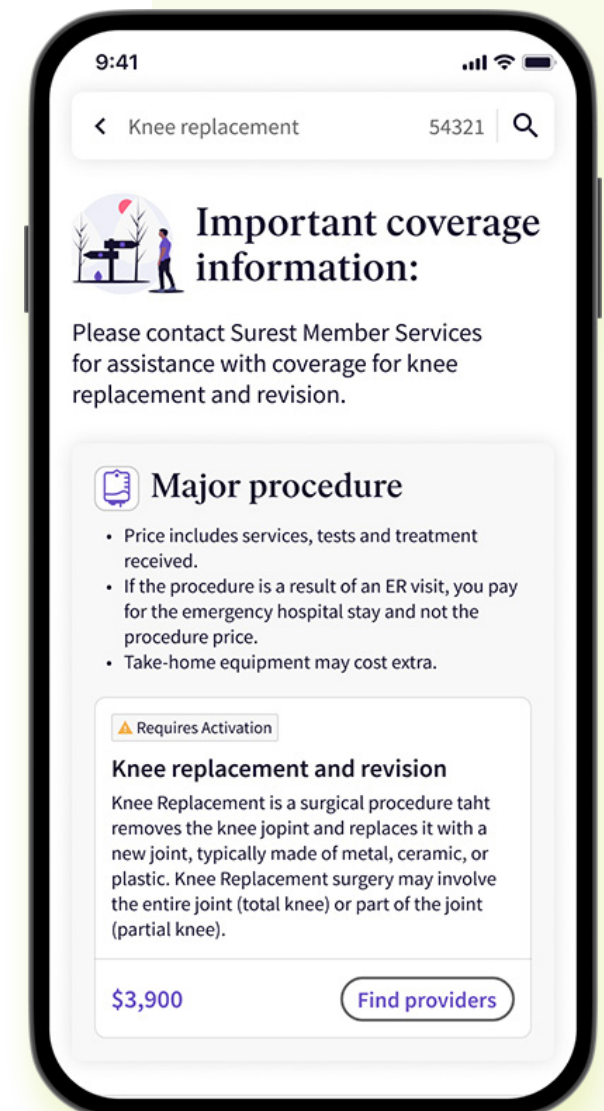 9:41
Knee replacement 54321
Important coverage
information:
Please contact Surest Member Services
for assistance with coverage for knee
replacement and revision.
Major procedure
• Price includes services, tests and treatment
received.
• If the procedure is a result of an ER visit, you pay
for the emergency hospital stay and not the
procedure price.
• Take-home equipment may cost extra.
Requires Activation
Knee replacement and revision
Knee Replacement is a surgical procedure taht
removes the knee jopint and replaces it with a
new joint, typically made of metal, ceramic, or
plastic. Knee Replacement surgery may involve
the entire joint (total knee) or part of the joint
(partial knee).
$3,900 Find providers